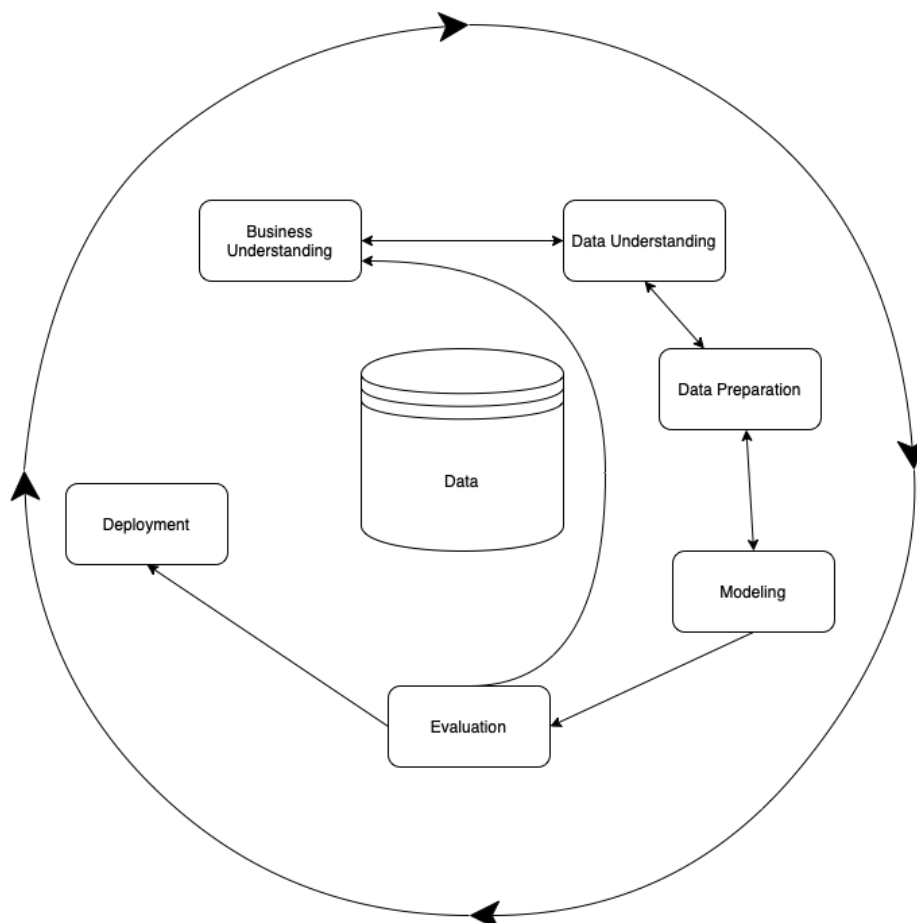 Business
Understanding
Data Understanding
Data Preparation
Data
Deployment
Modeling
Evaluation